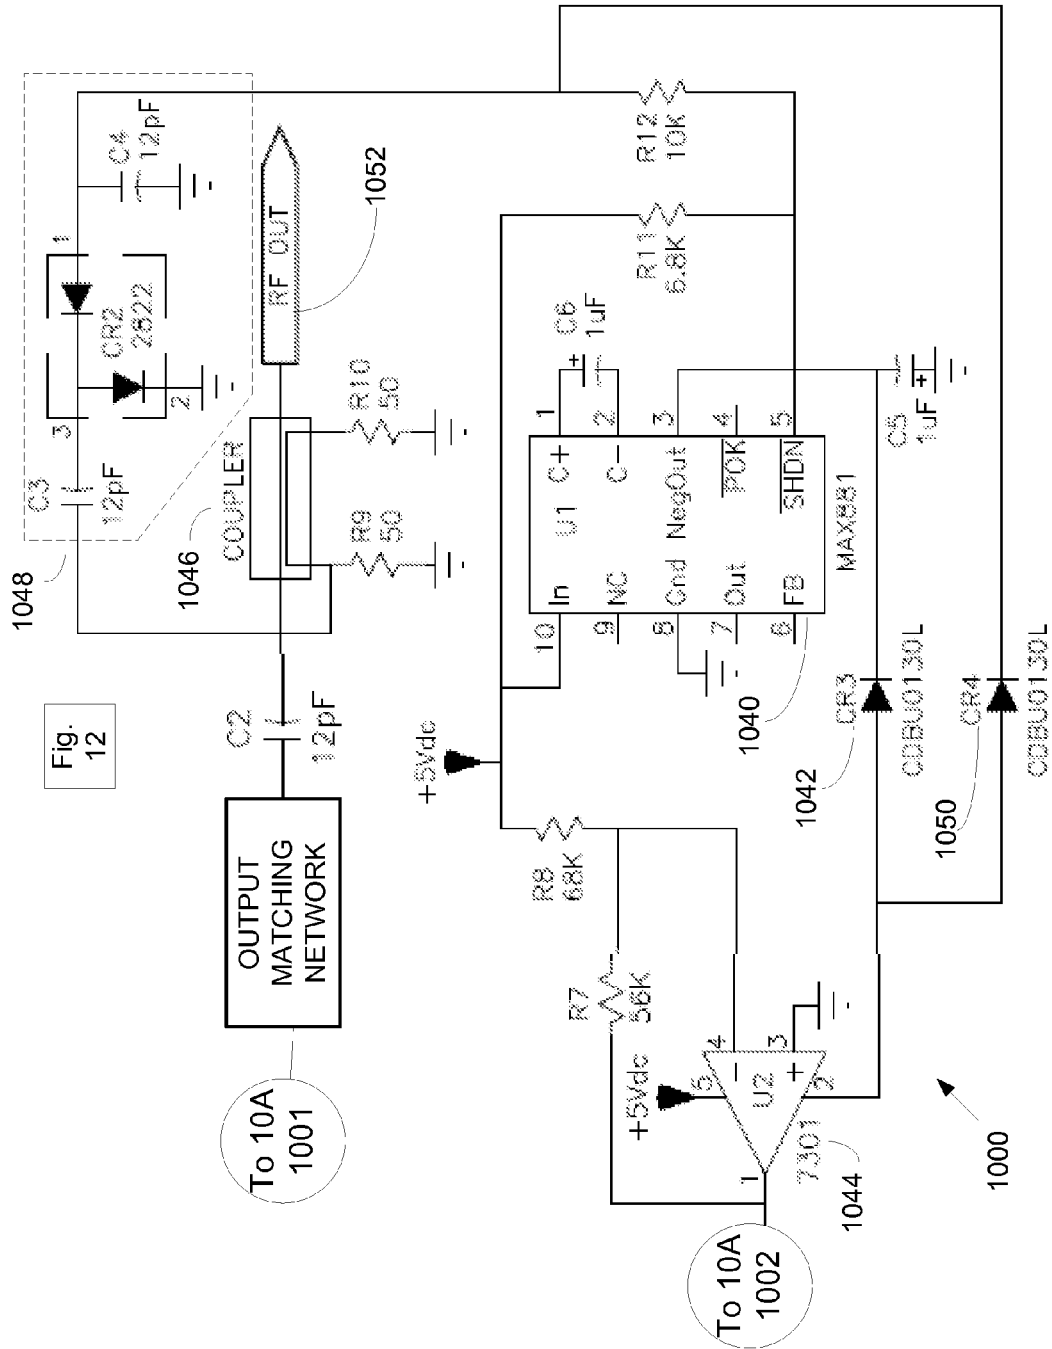 Fig.
12
To 10A
1001
OUTPUT
MATCHING
NETWORK
C2
12pF
1048
C3
12pF
3
CR2
2822
2
1
C4
12pF
1046
COUPLER
R9
50
R10
50
RF OUT
1052
+5Vdc
R8
68K
R7
56K
+5Vdc
5
4
3
2
1
U2
−
+
7301
1044
To 10A
1002
1000
10
9
8
7
6
In
NC
Gnd
Out
FB
U1
C+
C-
NegOut
POK
SHDN
1
2
3
4
5
MAX881
1040
C6
1uF
+
C5
1uF
+
R11
6.8K
R12
10K
CR3
CDBU0130L
1042
CR4
CDBU0130L
1050